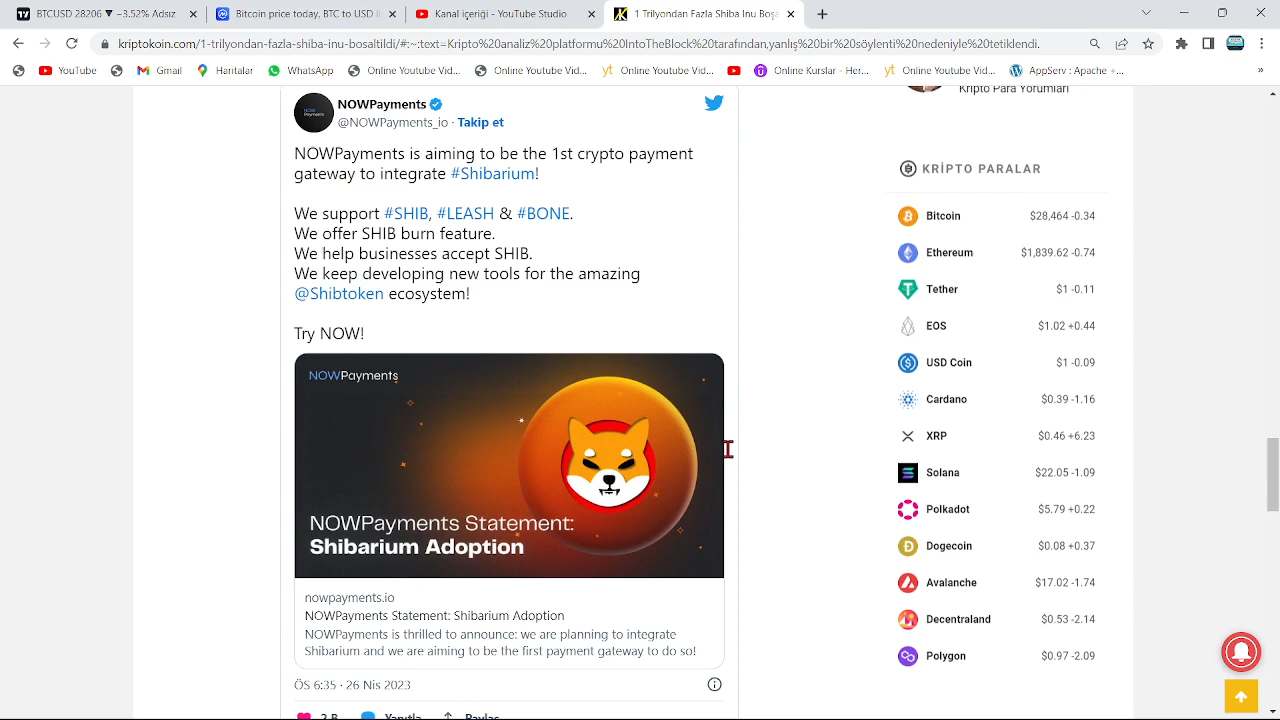 BTCUSD 28206 ▼ −3.52% Adsız
Bitcoin price today, BTC to USD li
Kanal içeriği - YouTube Studio
1 Trilyondan Fazla Shiba Inu Boşa
kriptokoin.com/1-trilyondan-fazla-shibarium-bosaltildi/#:~:text=Kripto%20analiz%20platformu%20IntoTheBlock%20tarafından,yanlış%20bir%20söylenti%20nedeniyle%20tetiklendi.
YouTube
Gmail
Haritalar
WhatsApp
Online Youtube Vid...
Online Youtube Vid...
Online Youtube Vid...
Online Kurslar - Her...
Online Youtube Vid...
AppServ : Apache +...
»
NOWPayments
@NOWPayments_io · Takip et
NOWPayments is aiming to be the 1st crypto payment
gateway to integrate #Shibarium!
We support #SHIB, #LEASH & #BONE.
We offer SHIB burn feature.
We help businesses accept SHIB.
We keep developing new tools for the amazing
@Shibtoken ecosystem!
Try NOW!
NOWPayments
NOWPayments Statement:
Shibarium Adoption
nowpayments.io
NOWPayments Statement: Shibarium Adoption
NOWPayments is thrilled to announce: we are planning to integrate
Shibarium and we are aiming to be the first payment gateway to do so!
ÖS 6:35 · 26 Nis 2023
2 B Yanıtla Paylaş
Kripto Para Yorumları
KRİPTO PARALAR
Bitcoin $28,464 -0.34
Ethereum $1,839.62 -0.74
Tether $1 -0.11
EOS $1.02 +0.44
USD Coin $1 -0.09
Cardano $0.39 -1.16
XRP $0.46 +6.23
Solana $22.05 -1.09
Polkadot $5.79 +0.22
Dogecoin $0.08 +0.37
Avalanche $17.02 -1.74
Decentraland $0.53 -2.14
Polygon $0.97 -2.09